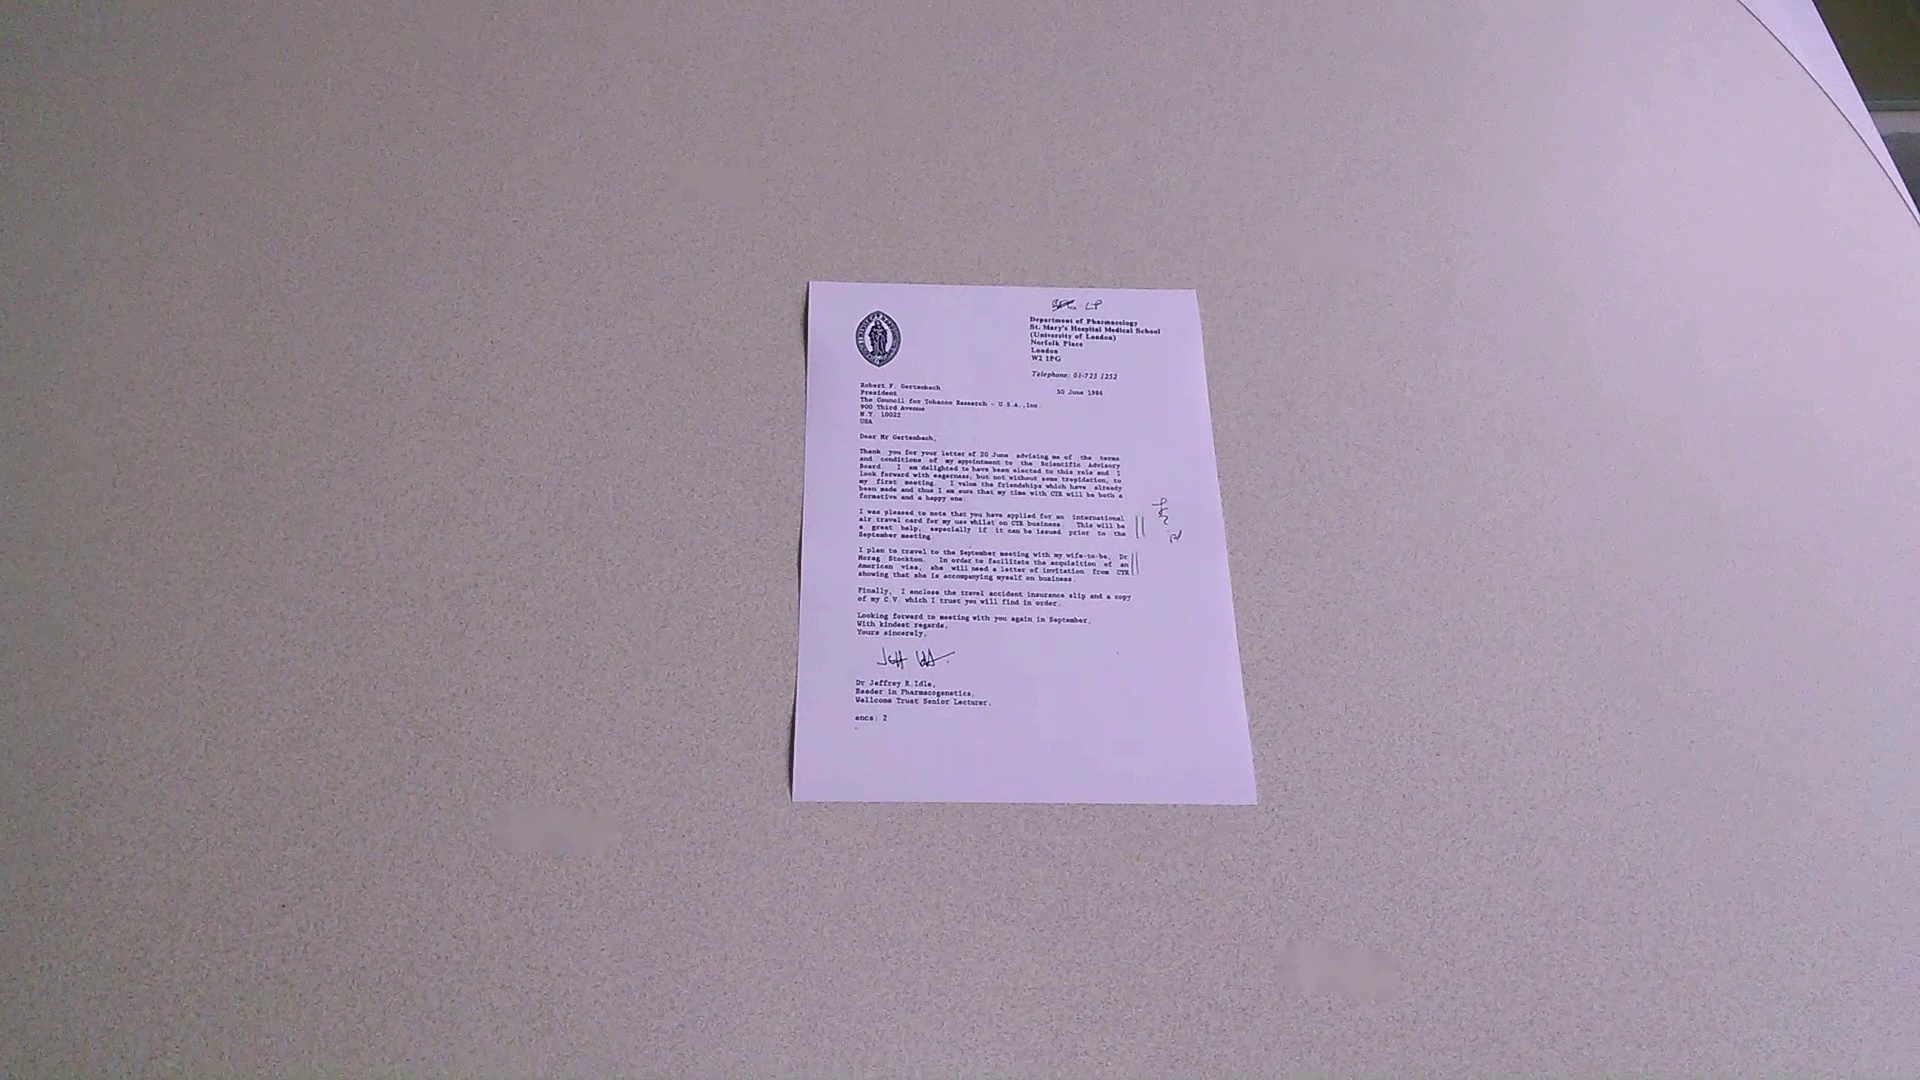 LP
Department of Pharmacology
St. Mary's Hospital Medical School
(University of London)
Norfolk Place
London
W2 1PG
Telephone: 01-723 1252
Robert F. Gertenbach
President
30 June 1986
The Council for Tobacco Research - U.S.A.,Inc.
900 Third Avenue
N.Y. 10022
USA
Dear Mr Gertenbach,
Thank you for your letter of 20 June advising me of the terms
and conditions of my appointment to the Scientific Advisory
Board. I am delighted to have been elected to this role and I
look forward with eagerness, but not without some trepidation, to
my first meeting. I value the friendships which have already
been made and thus I am sure that my time with CTR will be both a
formative and a happy one.
I was pleased to note that you have applied for an international
air travel card for my use whilst on CTR business. This will be
a great help, especially if it can be issued prior to the
September meeting.
I plan to travel to the September meeting with my wife-to-be, Dr
Morag Stockton. In order to facilitate the acquisition of an
American visa, she will need a letter of invitation from CTR
showing that she is accompanying myself on business.
Finally, I enclose the travel accident insurance slip and a copy
of my C.V. which I trust you will find in order.
Looking forward to meeting with you again in September,
With kindest regards,
Yours sincerely,
Jeff Idle
Dr Jeffrey R.Idle,
Reader in Pharmacogenetics,
Wellcome Trust Senior Lecturer.
encs: 2